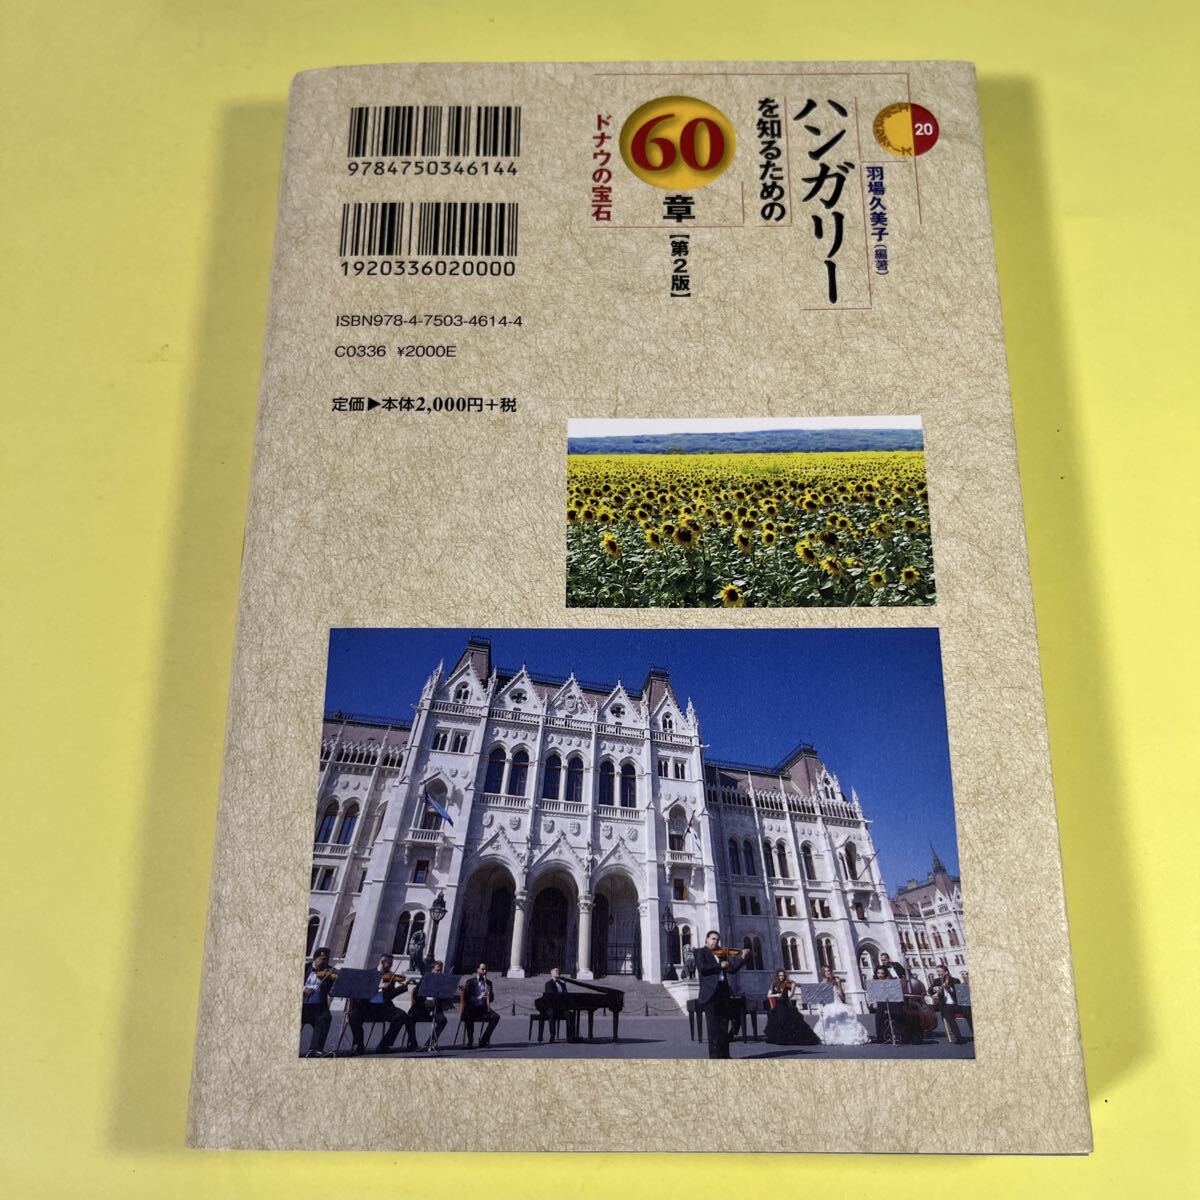 9784750346144
1920336020000
ISBN978-4-7503-4614-4
C0336 ¥2000E
定価▶本体2,000円+税
20
羽場久美子(編著)
ハンガリー
を知るための
60
章[第2版]
ドナウの宝石